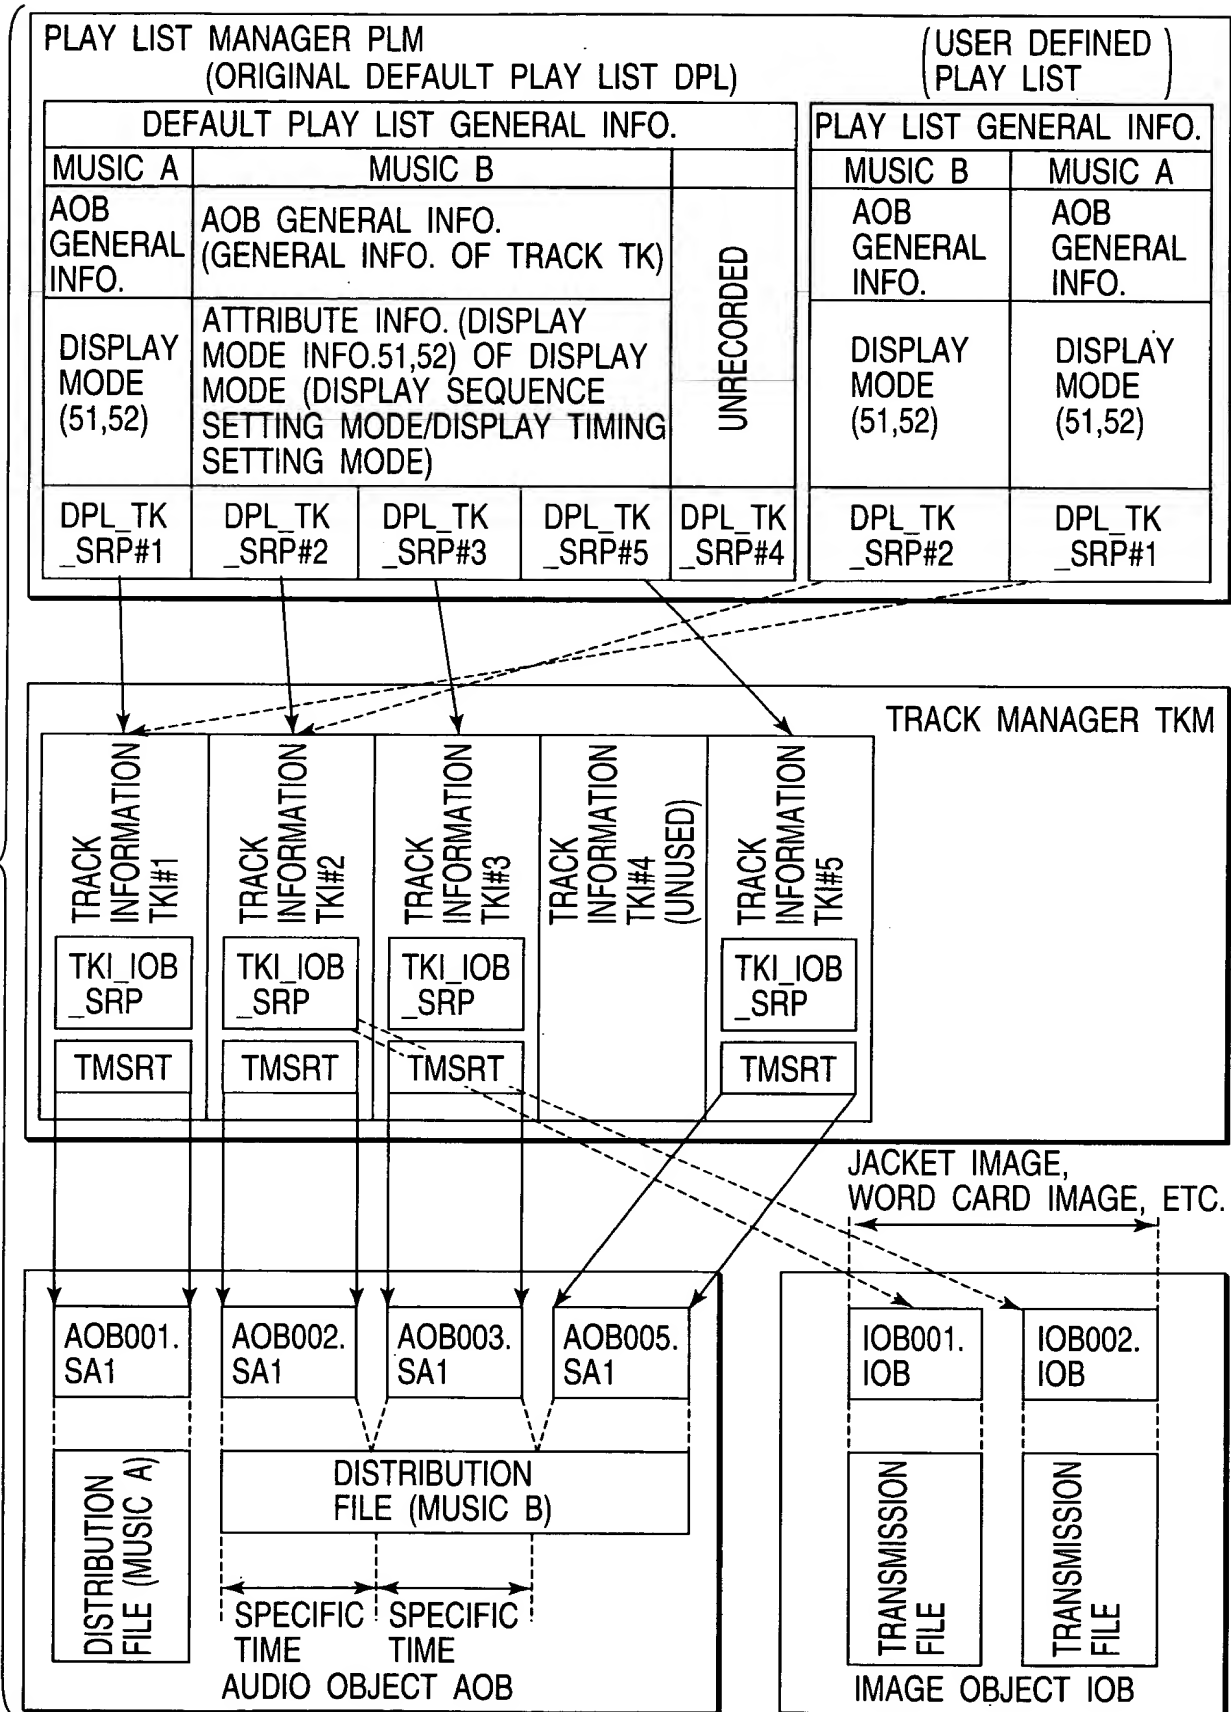 PLAY LIST MANAGER PLM
(ORIGINAL DEFAULT PLAY LIST DPL)
(USER DEFINED
PLAY LIST)
DEFAULT PLAY LIST GENERAL INFO.
PLAY LIST GENERAL INFO.
MUSIC A
MUSIC B
MUSIC B
MUSIC A
AOB
GENERAL
INFO.
AOB GENERAL INFO.
(GENERAL INFO. OF TRACK TK)
UNRECORDED
AOB
GENERAL
INFO.
AOB
GENERAL
INFO.
DISPLAY
MODE
(51,52)
ATTRIBUTE INFO. (DISPLAY
MODE INFO.51,52) OF DISPLAY
MODE (DISPLAY SEQUENCE
SETTING MODE/DISPLAY TIMING
SETTING MODE)
DISPLAY
MODE
(51,52)
DISPLAY
MODE
(51,52)
DPL_TK
_SRP#1
DPL_TK
_SRP#2
DPL_TK
_SRP#3
DPL_TK
_SRP#5
DPL_TK
_SRP#4
DPL_TK
_SRP#2
DPL_TK
_SRP#1
TRACK MANAGER TKM
TRACK
INFORMATION
TKI#1
TRACK
INFORMATION
TKI#2
TRACK
INFORMATION
TKI#3
TRACK
INFORMATION
TKI#4
(UNUSED)
TRACK
INFORMATION
TKI#5
TKI_IOB
_SRP
TKI_IOB
_SRP
TKI_IOB
_SRP
TKI_IOB
_SRP
TMSRT
TMSRT
TMSRT
TMSRT
JACKET IMAGE,
WORD CARD IMAGE, ETC.
AOB001.
SA1
AOB002.
SA1
AOB003.
SA1
AOB005.
SA1
IOB001.
IOB
IOB002.
IOB
DISTRIBUTION
FILE (MUSIC A)
DISTRIBUTION
FILE (MUSIC B)
TRANSMISSION
FILE
TRANSMISSION
FILE
SPECIFIC
TIME
SPECIFIC
TIME
AUDIO OBJECT AOB
IMAGE OBJECT IOB